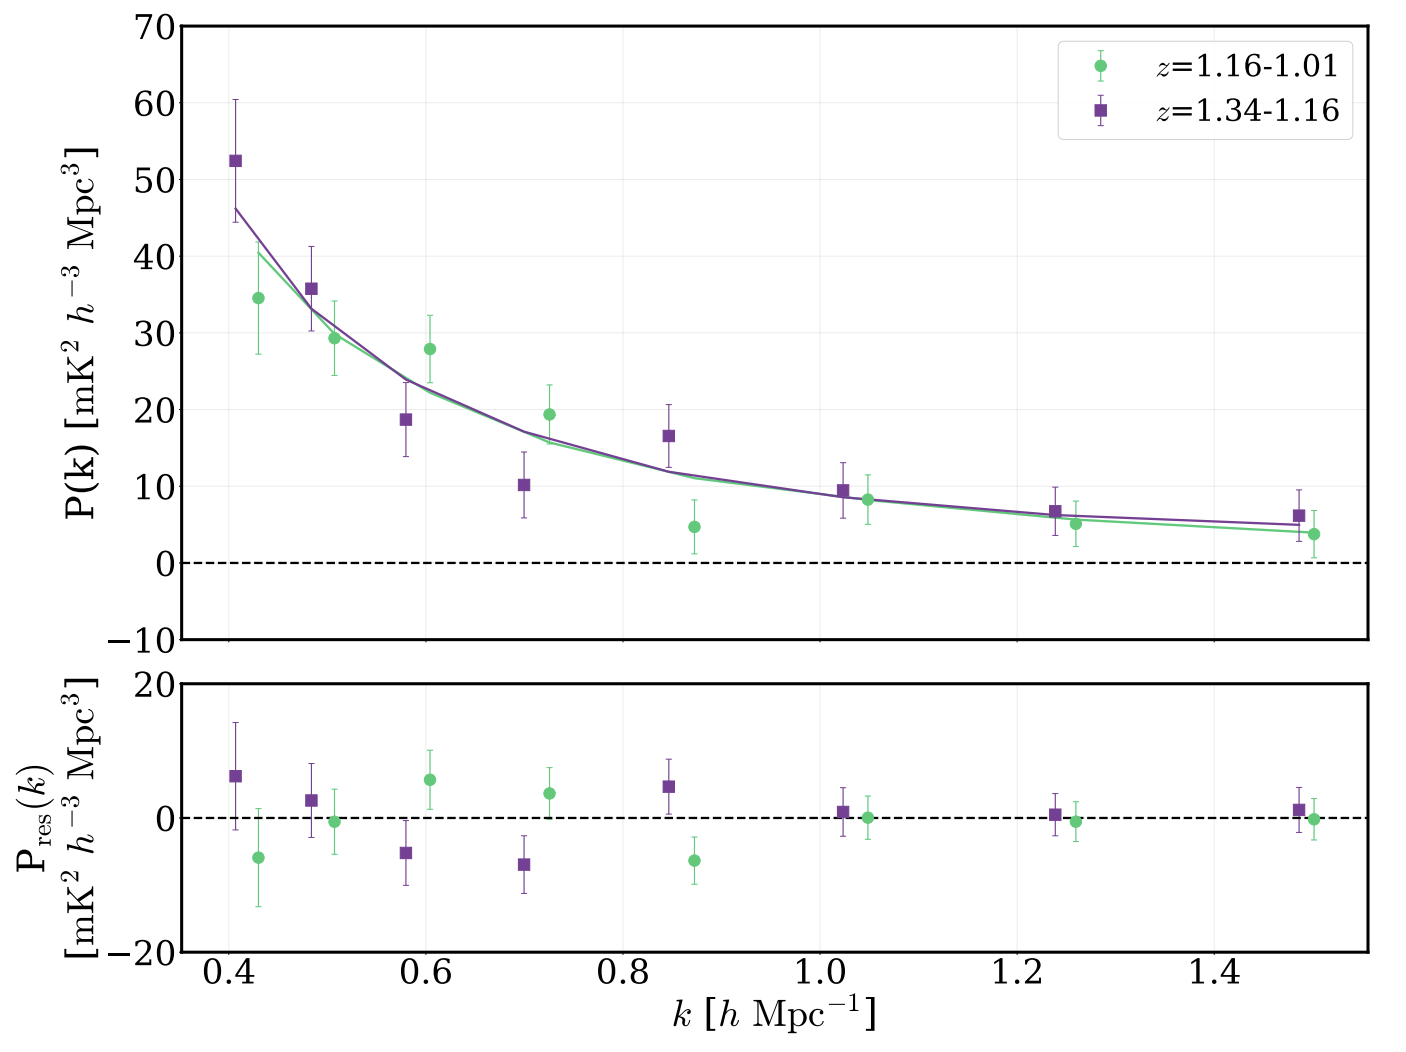 70
60
50
40
30
20
10
0
−10
P(k) [mK² h⁻³ Mpc³]
z=1.16-1.01
z=1.34-1.16
20
0
−20
P_res(k)
[mK² h⁻³ Mpc³]
0.4 0.6 0.8 1.0 1.2 1.4
k [h Mpc⁻¹]